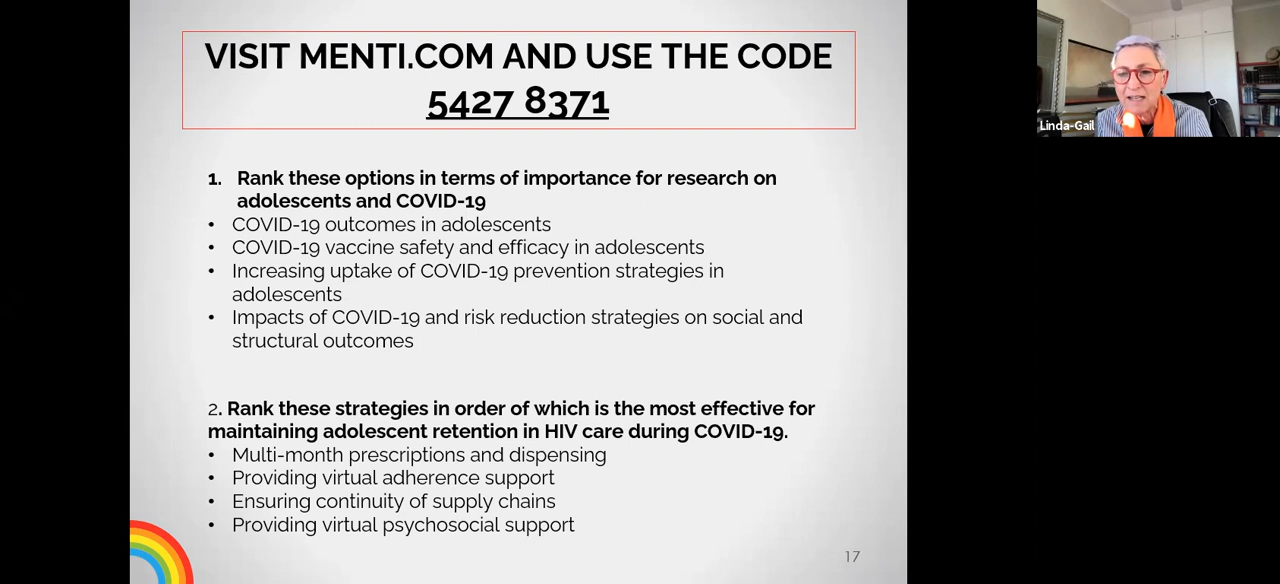 VISIT MENTI.COM AND USE THE CODE
5427 8371
1. Rank these options in terms of importance for research on
adolescents and COVID-19
• COVID-19 outcomes in adolescents
• COVID-19 vaccine safety and efficacy in adolescents
• Increasing uptake of COVID-19 prevention strategies in
adolescents
• Impacts of COVID-19 and risk reduction strategies on social and
structural outcomes
2. Rank these strategies in order of which is the most effective for
maintaining adolescent retention in HIV care during COVID-19.
• Multi-month prescriptions and dispensing
• Providing virtual adherence support
• Ensuring continuity of supply chains
• Providing virtual psychosocial support
17
Linda-Gail